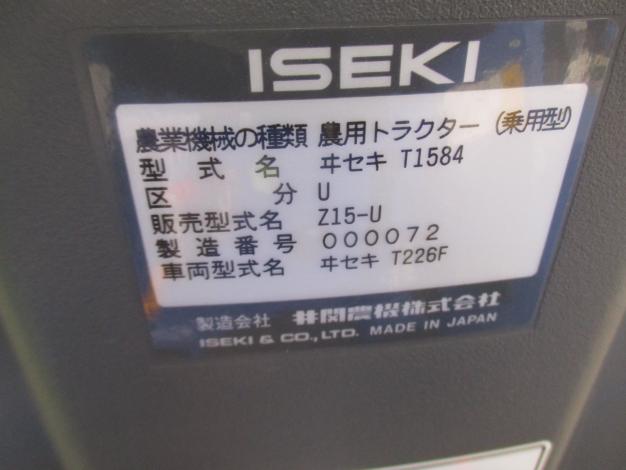 ISEKI
農業機械の種類 農用トラクター (乗用型)
型式名 ヰセキ T1584
区分 U
販売型式名 Z15-U
製造番号 000072
車両型式名 ヰセキ T226F
製造会社 井関農機株式会社
ISEKI & CO., LTD. MADE IN JAPAN